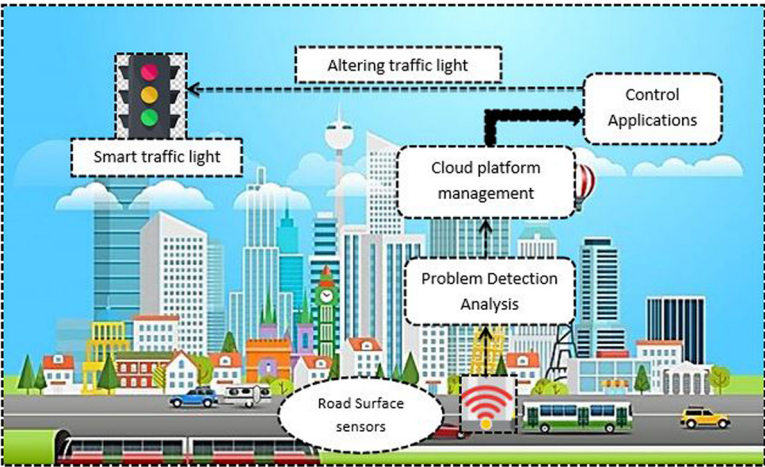 Altering traffic light
Control
Applications
Smart traffic light
Cloud platform
management
Problem Detection
Analysis
Road Surface
sensors